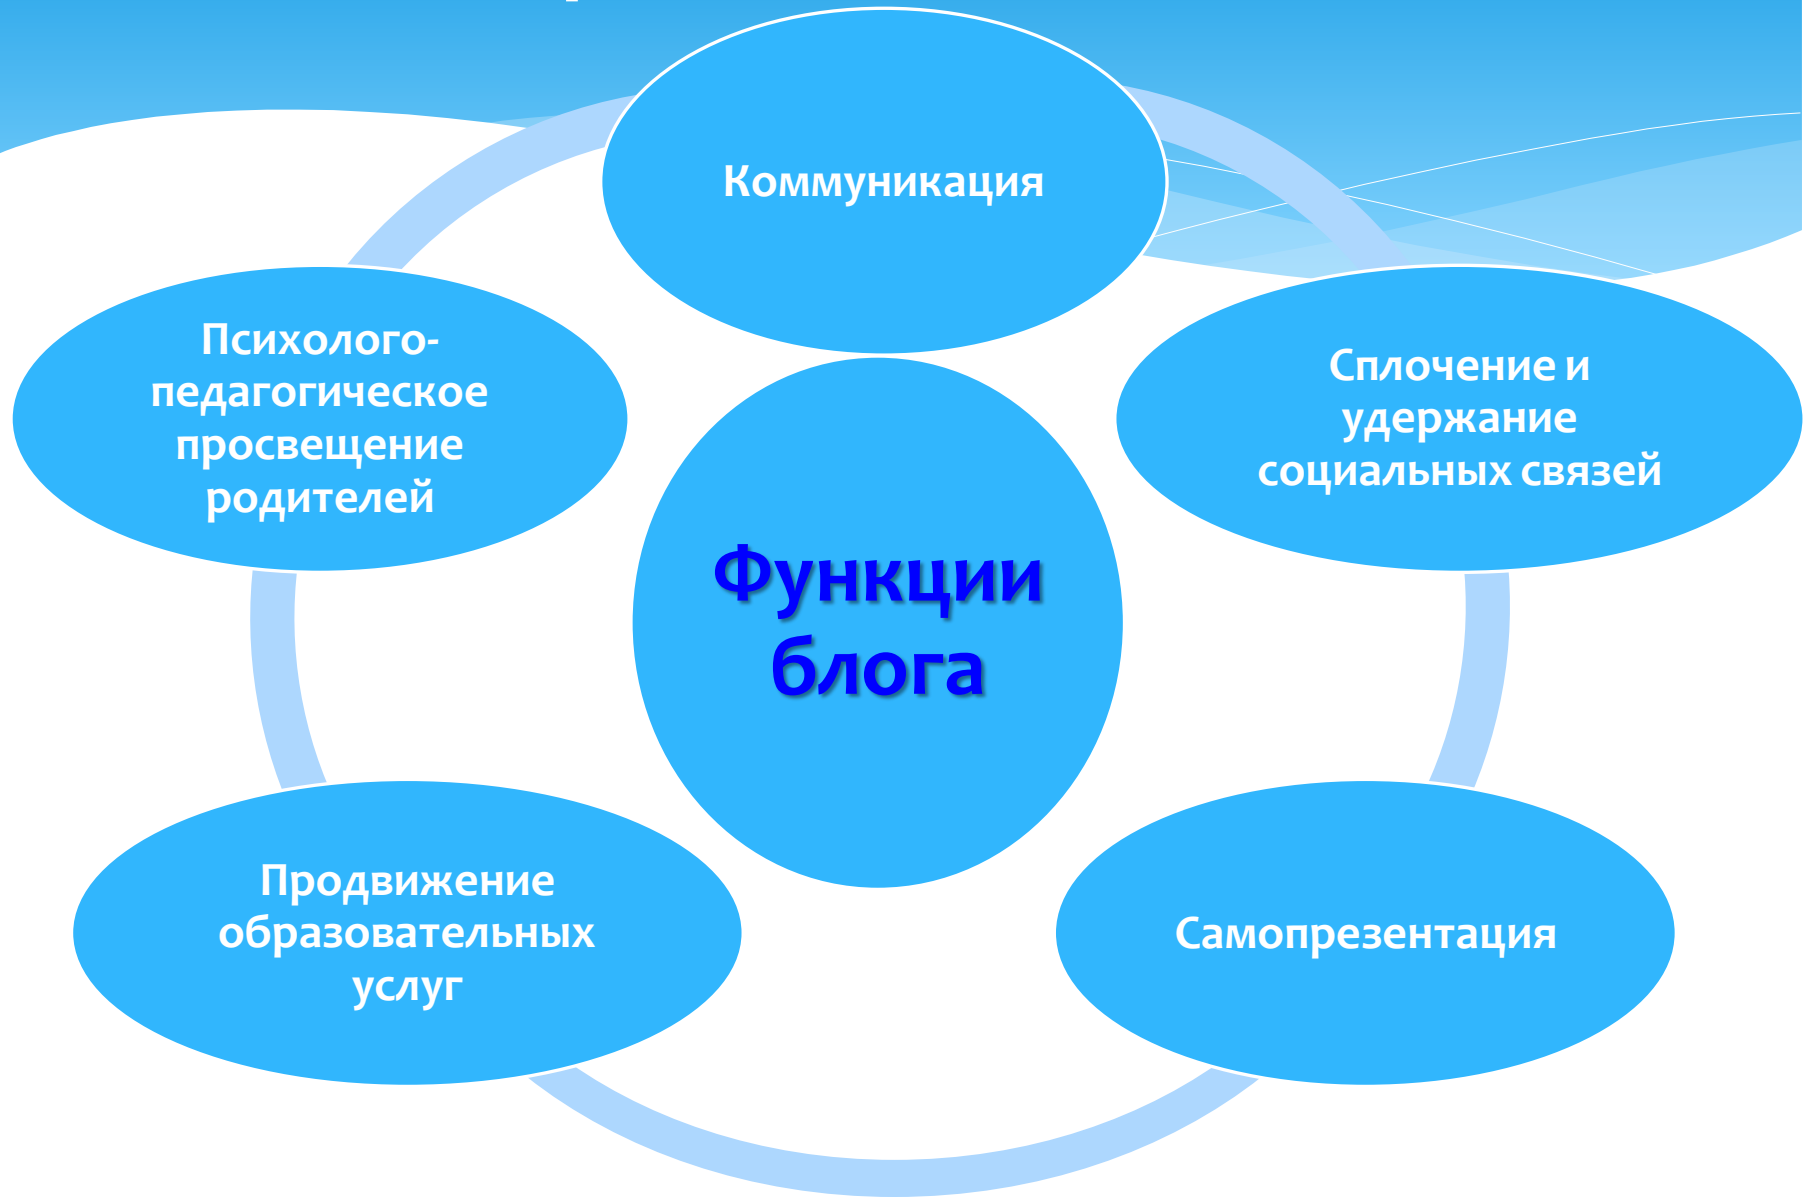 Коммуникация
Психолого-
педагогическое
просвещение
родителей
Сплочение и
удержание
социальных связей
Функции
блога
Продвижение
образовательных
услуг
Самопрезентация